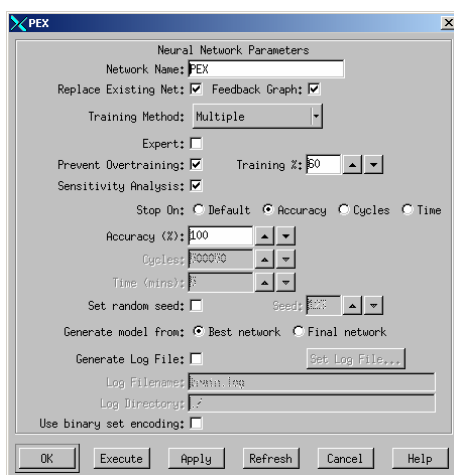 PEX
Neural Network Parameters
Network Name: PEX
Replace Existing Net: Feedback Graph:
Training Method: Multiple
Expert:
Prevent Overtraining: Training %: 50
Sensitivity Analysis:
Stop On: Default Accuracy Cycles Time
Accuracy (%): 100
Cycles:
Time (mins):
Set random seed: Seed:
Generate model from: Best network Final network
Generate Log File: Set Log File...
Log Filename:
Log Directory: ./
Use binary set encoding:
OK Execute Apply Refresh Cancel Help